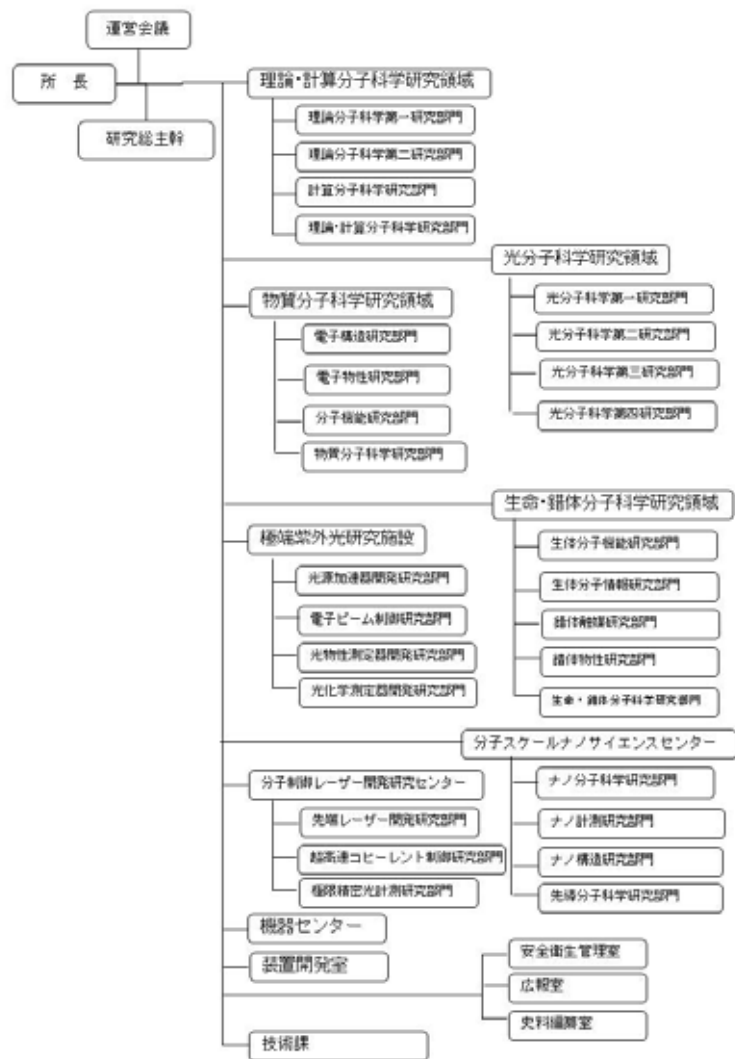 運営会議
所 長
研究総主幹
理論・計算分子科学研究領域
理論分子科学第一研究部門
理論分子科学第二研究部門
計算分子科学研究部門
理論・計算分子科学研究部門
光分子科学研究領域
光分子科学第一研究部門
光分子科学第二研究部門
光分子科学第三研究部門
光分子科学第四研究部門
物質分子科学研究領域
電子構造研究部門
電子物性研究部門
分子機能研究部門
物質分子科学研究部門
生命・錯体分子科学研究領域
生体分子機能研究部門
生体分子情報研究部門
錯体触媒研究部門
錯体物性研究部門
生命・錯体分子科学研究部門
極端紫外光研究施設
光源加速器開発研究部門
電子ビーム制御研究部門
光物性測定器開発研究部門
光化学測定器開発研究部門
分子スケールナノサイエンスセンター
ナノ分子科学研究部門
ナノ計測研究部門
ナノ構造研究部門
先導分子科学研究部門
分子制御レーザー開発研究センター
先端レーザー開発研究部門
超高速コヒーレント制御研究部門
極限精密光計測研究部門
機器センター
装置開発室
安全衛生管理室
広報室
史料編纂室
技術課